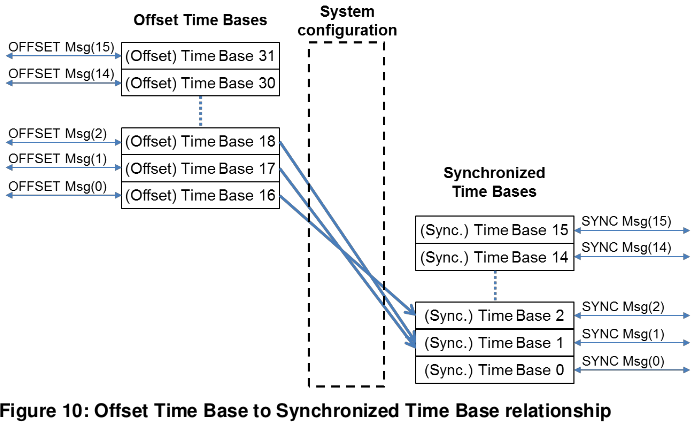 Offset Time Bases
System
configuration
OFFSET Msg(15)
(Offset) Time Base 31
OFFSET Msg(14)
(Offset) Time Base 30
OFFSET Msg(2)
(Offset) Time Base 18
OFFSET Msg(1)
(Offset) Time Base 17
OFFSET Msg(0)
(Offset) Time Base 16
Synchronized
Time Bases
(Sync.) Time Base 15
SYNC Msg(15)
(Sync.) Time Base 14
SYNC Msg(14)
(Sync.) Time Base 2
SYNC Msg(2)
(Sync.) Time Base 1
SYNC Msg(1)
(Sync.) Time Base 0
SYNC Msg(0)
Figure 10: Offset Time Base to Synchronized Time Base relationship